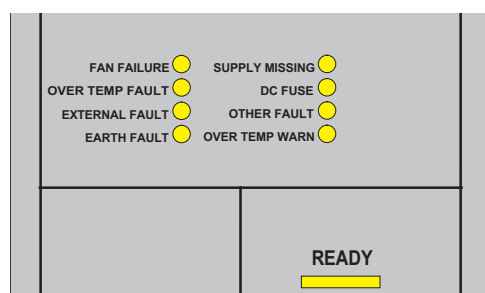 FAN FAILURE SUPPLY MISSING
OVER TEMP FAULT DC FUSE
EXTERNAL FAULT OTHER FAULT
EARTH FAULT OVER TEMP WARN
READY